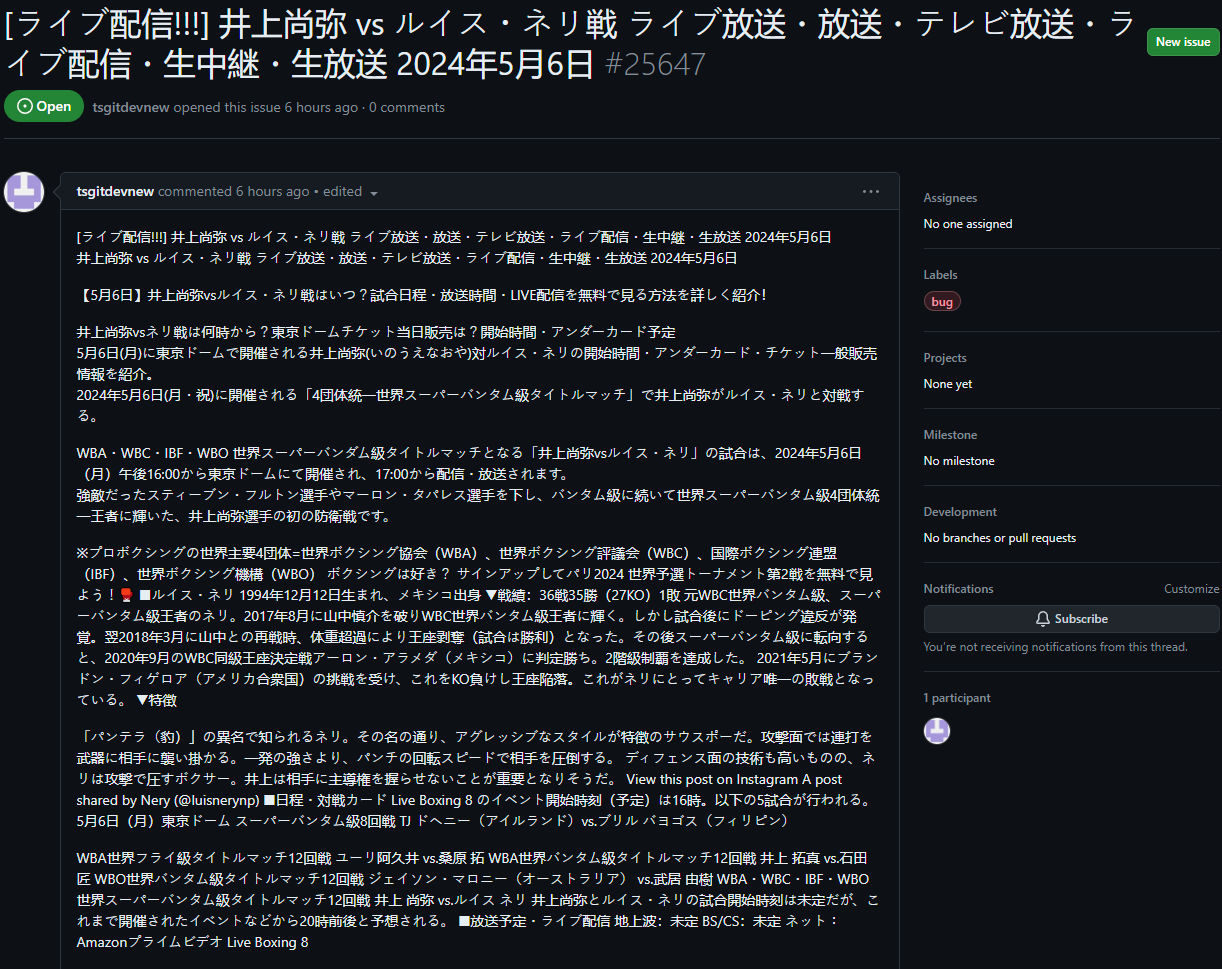 [ライブ配信!!!] 井上尚弥 vs ルイス・ネリ戦 ライブ放送・放送・テレビ放送・ラ
イブ配信・生中継・生放送 2024年5月6日 #25647
New issue
Open
tsgitdevnew opened this issue 6 hours ago · 0 comments
tsgitdevnew commented 6 hours ago • edited
[ライブ配信!!!] 井上尚弥 vs ルイス・ネリ戦 ライブ放送・放送・テレビ放送・ライブ配信・生中継・生放送 2024年5月6日
井上尚弥 vs ルイス・ネリ戦 ライブ放送・放送・テレビ放送・ライブ配信・生中継・生放送 2024年5月6日
【5月6日】井上尚弥vsルイス・ネリ戦はいつ？試合日程・放送時間・LIVE配信を無料で見る方法を詳しく紹介！
井上尚弥vsネリ戦は何時から？東京ドームチケット当日販売は？開始時間・アンダーカード予定
5月6日(月)に東京ドームで開催される井上尚弥(いのうえなおや)対ルイス・ネリの開始時間・アンダーカード・チケット一般販売
情報を紹介。
2024年5月6日(月・祝)に開催される「4団体統一世界スーパーバンタム級タイトルマッチ」で井上尚弥がルイス・ネリと対戦す
る。
WBA・WBC・IBF・WBO 世界スーパーバンダム級タイトルマッチとなる「井上尚弥vsルイス・ネリ」の試合は、2024年5月6日
（月）午後16:00から東京ドームにて開催され、17:00から配信・放送されます。
強敵だったスティーブン・フルトン選手やマーロン・タパレス選手を下し、バンタム級に続いて世界スーパーバンタム級4団体統
一王者に輝いた、井上尚弥選手の初の防衛戦です。
※プロボクシングの世界主要4団体=世界ボクシング協会（WBA）、世界ボクシング評議会（WBC）、国際ボクシング連盟
（IBF）、世界ボクシング機構（WBO） ボクシングは好き？ サインアップしてパリ2024 世界予選トーナメント第2戦を無料で見
よう！🥊 ■ルイス・ネリ 1994年12月12日生まれ、メキシコ出身 ▼戦績：36戦35勝（27KO）1敗 元WBC世界バンタム級、スーパ
ーバンタム級王者のネリ。2017年8月に山中慎介を破りWBC世界バンタム級王者に輝く。しかし試合後にドーピング違反が発
覚。翌2018年3月に山中との再戦時、体重超過により王座剥奪（試合は勝利）となった。その後スーパーバンタム級に転向する
と、2020年9月のWBC同級王座決定戦アーロン・アラメダ（メキシコ）に判定勝ち。2階級制覇を達成した。 2021年5月にブラン
ドン・フィゲロア（アメリカ合衆国）の挑戦を受け、これをKO負けし王座陥落。これがネリにとってキャリア唯一の敗戦となっ
ている。 ▼特徴
「パンテラ（豹）」の異名で知られるネリ。その名の通り、アグレッシブなスタイルが特徴のサウスポーだ。攻撃面では連打を
武器に相手に襲い掛かる。一発の強さより、パンチの回転スピードで相手を圧倒する。 ディフェンス面の技術も高いものの、ネ
リは攻撃で圧すボクサー。井上は相手に主導権を握らせないことが重要となりそうだ。 View this post on Instagram A post
shared by Nery (@luisnerynp) ■日程・対戦カード Live Boxing 8 のイベント開始時刻（予定）は16時。以下の5試合が行われる。
5月6日（月）東京ドーム スーパーバンタム級8回戦 TJ ドヘニー（アイルランド）vs.ブリル バヨゴス（フィリピン）
WBA世界フライ級タイトルマッチ12回戦 ユーリ阿久井 vs.桑原 拓 WBA世界バンタム級タイトルマッチ12回戦 井上 拓真 vs.石田
匠 WBO世界バンタム級タイトルマッチ12回戦 ジェイソン・マロニー（オーストラリア） vs.武居 由樹 WBA・WBC・IBF・WBO
世界スーパーバンタム級タイトルマッチ12回戦 井上 尚弥 vs.ルイス ネリ 井上尚弥とルイス・ネリの試合開始時刻は未定だが、こ
れまで開催されたイベントなどから20時前後と予想される。 ■放送予定・ライブ配信 地上波：未定 BS/CS：未定 ネット：
Amazonプライムビデオ Live Boxing 8
Assignees
No one assigned
Labels
bug
Projects
None yet
Milestone
No milestone
Development
No branches or pull requests
Notifications
Customize
Subscribe
You're not receiving notifications from this thread.
1 participant